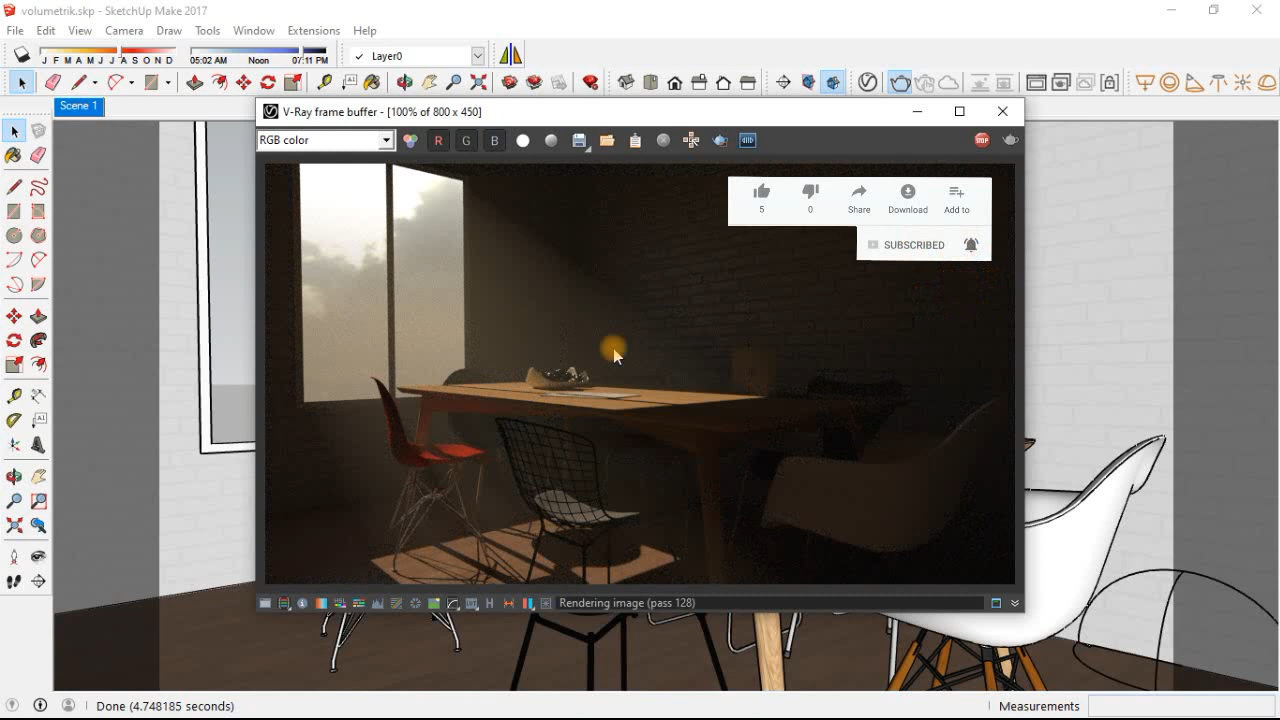 volumetrik.skp - SketchUp Make 2017
File Edit View Camera Draw Tools Window Extensions Help
J F M A M J J A S O N D
05:02 AM Noon 07:11 PM
Layer0
Scene 1
V-Ray frame buffer - [100% of 800 x 450]
RGB color
R G B
STOP
5 0 Share Download Add to
SUBSCRIBED
Rendering image (pass 128)
Done (4.748185 seconds)
Measurements